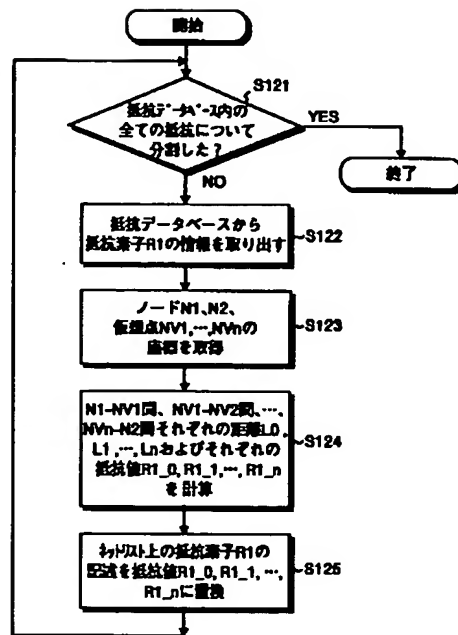 開始
S121
抵抗データベース内の
全ての抵抗について
分割した？
YES
終了
NO
抵抗データベースから
抵抗素子R1の情報を取り出す
S122
ノードN1、N2、
仮想点NV1,…,NVnの
座標を取得
S123
N1-NV1間、NV1-NV2間、…、
NVn-N2間それぞれの距離L0,
L1,…,Lnおよびそれぞれの
抵抗値R1_0, R1_1,…, R1_n
を計算
S124
ネットリスト上の抵抗素子R1の
記述を抵抗値R1_0, R1_1,…,
R1_nに置換
S125